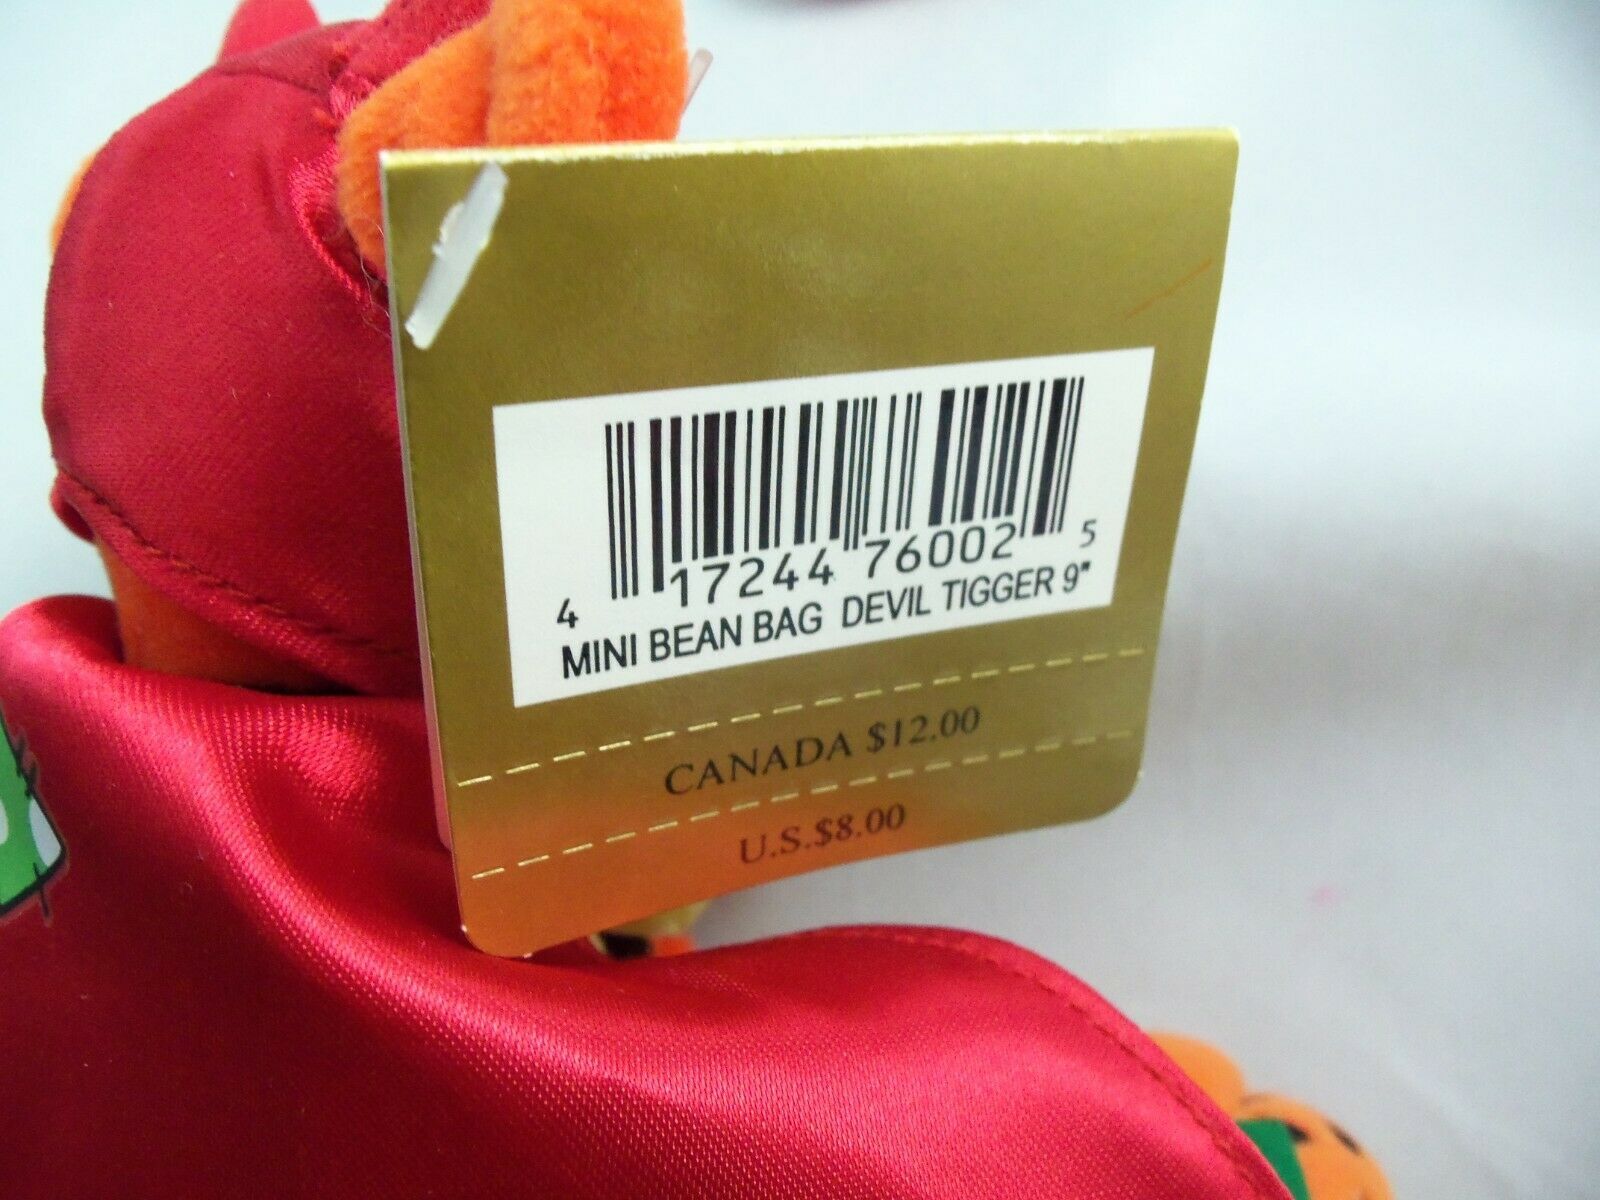 4 17244 76002 5
MINI BEAN BAG DEVIL TIGGER 9"
CANADA $12.00
U.S.$8.00